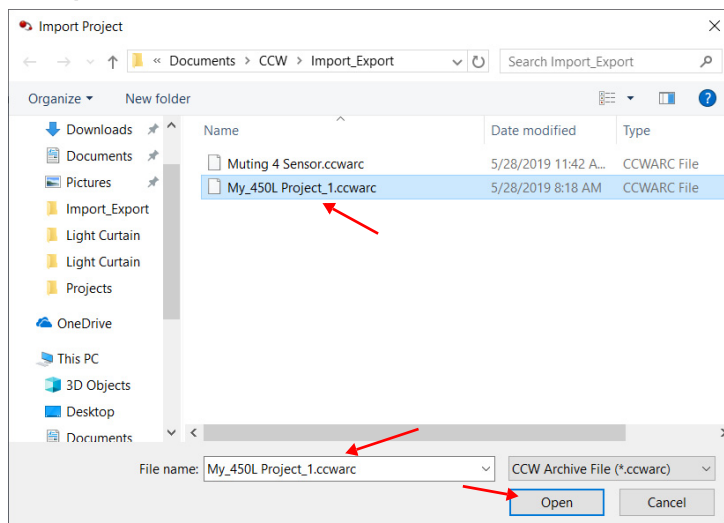 Import Project
« Documents > CCW > Import_Export
Search Import_Export
Organize
New folder
Name
Date modified
Type
Downloads
Documents
Pictures
Import_Export
Light Curtain
Light Curtain
Projects
OneDrive
This PC
3D Objects
Desktop
Documents
Muting 4 Sensor.ccwarc
5/28/2019 11:42 A...
CCWARC File
My_450L Project_1.ccwarc
5/28/2019 8:18 AM
CCWARC File
File name:
My_450L Project_1.ccwarc
CCW Archive File (*.ccwarc)
Open
Cancel